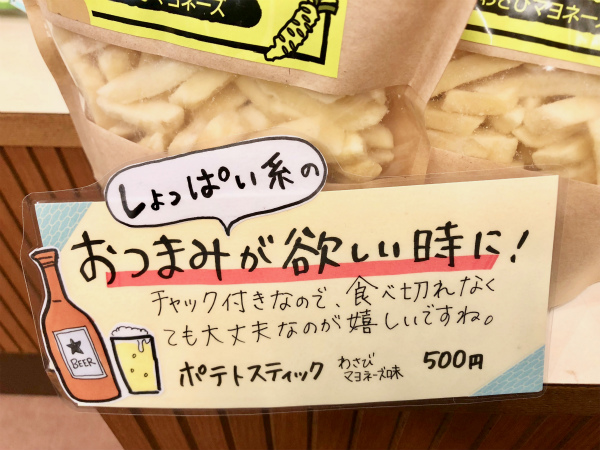 わさびマヨネーズ
わさびマヨネーズ
しょっぱい系の
おつまみが欲しい時に!
チャック付きなので、食べ切れなく
ても大丈夫なのが嬉しいですね。
BEER
ポテトスティック わさび
マヨネーズ味 500円